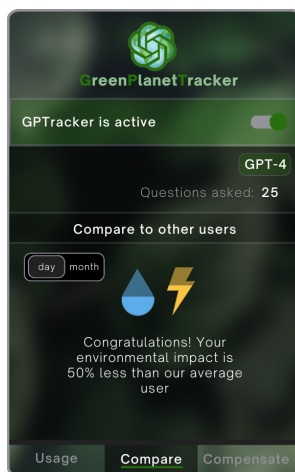 GreenPlanetTracker
GPTracker is active
GPT-4
Questions asked: 25
Compare to other users
day month
Congratulations! Your
environmental impact is
50% less than our average
user
Usage Compare Compensate